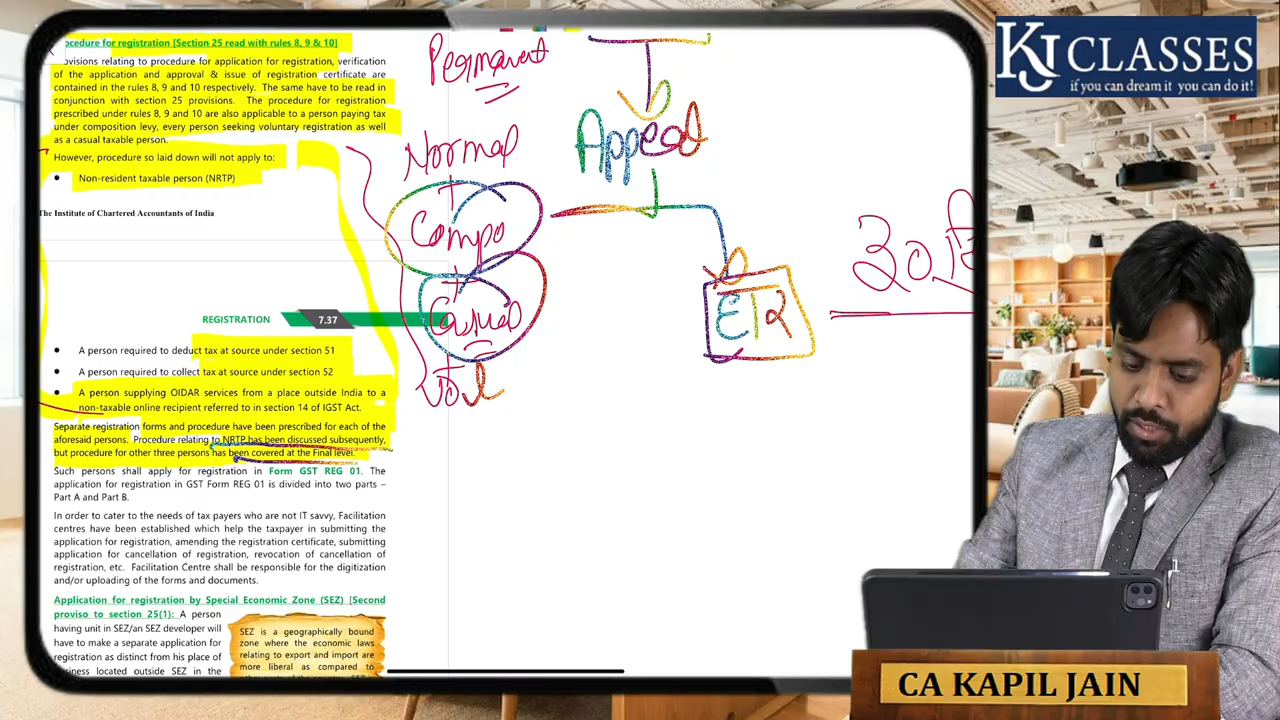 ocedure for registration [Section 25 read with rules 8, 9 & 10]
ovisions relating to procedure for application for registration, verification
of the application and approval & issue of registration certificate are
contained in the rules 8, 9 and 10 respectively. The same have to be read in
conjunction with section 25 provisions. The procedure for registration
prescribed under rules 8, 9 and 10 are also applicable to a person paying tax
under composition levy, every person seeking voluntary registration as well
as a casual taxable person.
However, procedure so laid down will not apply to:
• Non-resident taxable person (NRTP)
The Institute of Chartered Accountants of India
REGISTRATION 7.37
• A person required to deduct tax at source under section 51
• A person required to collect tax at source under section 52
• A person supplying OIDAR services from a place outside India to a
non-taxable online recipient referred to in section 14 of IGST Act.
Separate registration forms and procedure have been prescribed for each of the
aforesaid persons. Procedure relating to NRTP has been discussed subsequently,
but procedure for other three persons has been covered at the Final level.
Such persons shall apply for registration in Form GST REG 01. The
application for registration in GST Form REG 01 is divided into two parts –
Part A and Part B.
In order to cater to the needs of tax payers who are not IT savvy, Facilitation
centres have been established which help the taxpayer in submitting the
application for registration, amending the registration certificate, submitting
application for cancellation of registration, revocation of cancellation of
registration, etc. Facilitation Centre shall be responsible for the digitization
and/or uploading of the forms and documents.
Application for registration by Special Economic Zone (SEZ) [Second
proviso to section 25(1): A person
having unit in SEZ/an SEZ developer will
have to make a separate application for
registration as distinct from his place of
business located outside SEZ in the
SEZ is a geographically bound
zone where the economic laws
relating to export and import are
more liberal as compared to
Permanent
Normal
+
Compo
+
Casual
+
Vol
Appeal
ETR
30
KJ CLASSES
if you can dream it you can do it!
CA KAPIL JAIN